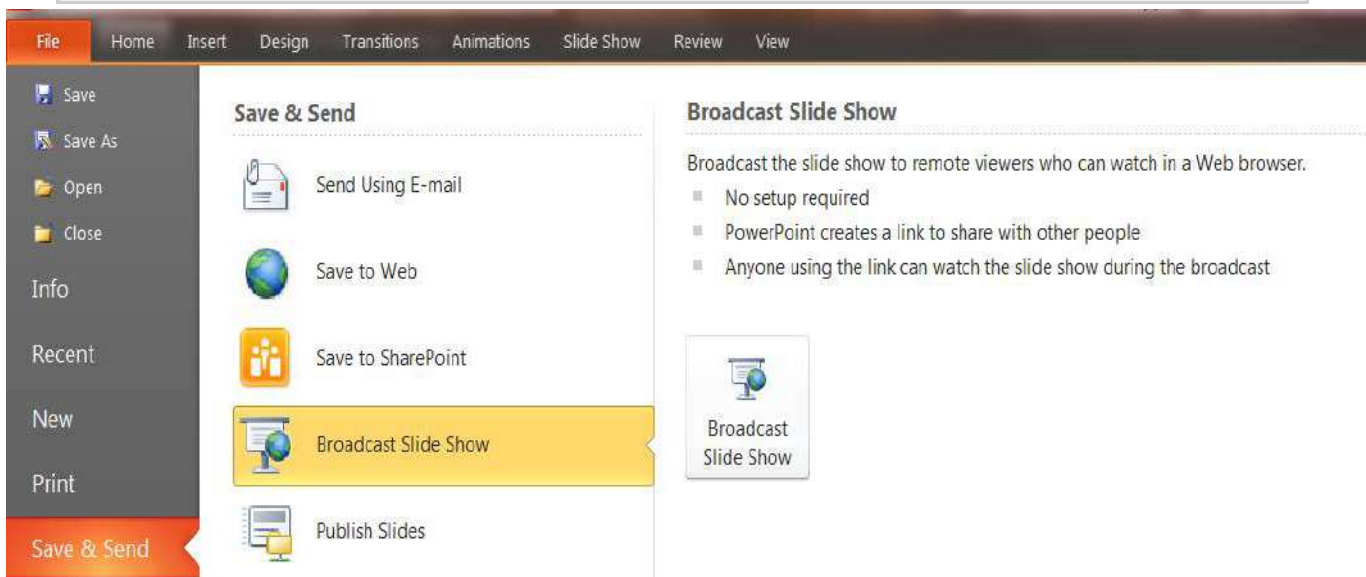 File Home Insert Design Transitions Animations Slide Show Review View
Save
Save As
Open
Close
Info
Recent
New
Print
Save & Send
Save & Send
Send Using E-mail
Save to Web
Save to SharePoint
Broadcast Slide Show
Publish Slides
Broadcast Slide Show
Broadcast the slide show to remote viewers who can watch in a Web browser.
No setup required
PowerPoint creates a link to share with other people
Anyone using the link can watch the slide show during the broadcast
Broadcast
Slide Show